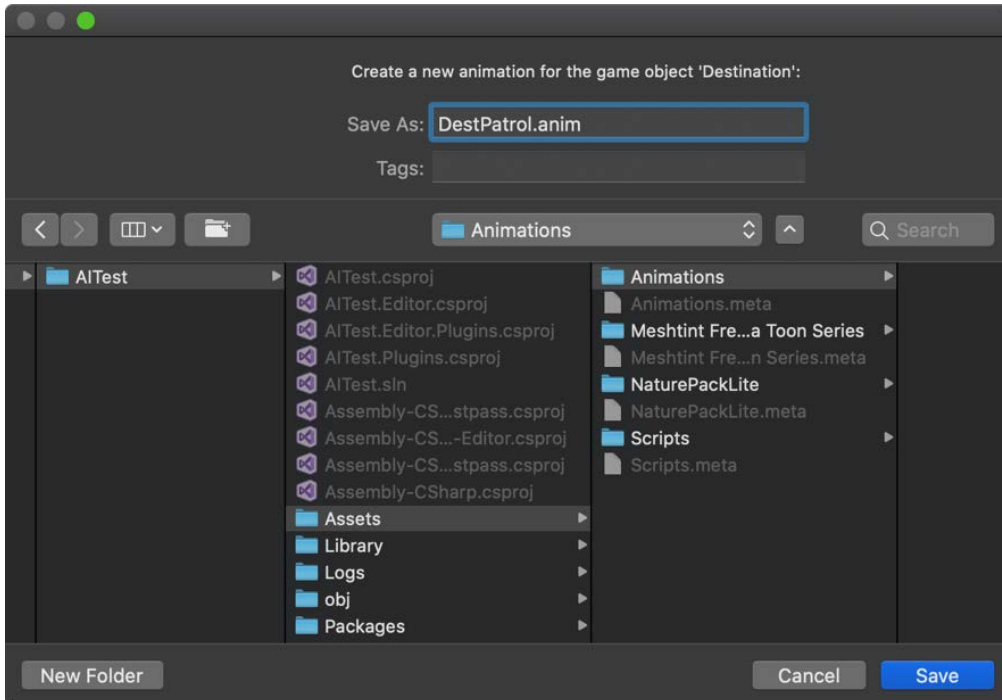 Create a new animation for the game object 'Destination':
Save As: DestPatrol.anim
Tags:
Animations
Search
AITest
AITest.csproj
AITest.Editor.csproj
AITest.Editor.Plugins.csproj
AITest.Plugins.csproj
AITest.sln
Assembly-CS...stpass.csproj
Assembly-CS...-Editor.csproj
Assembly-CS...stpass.csproj
Assembly-CSharp.csproj
Assets
Library
Logs
obj
Packages
Animations
Animations.meta
Meshtint Fre...a Toon Series
Meshtint Fre...n Series.meta
NaturePackLite
NaturePackLite.meta
Scripts
Scripts.meta
New Folder
Cancel
Save